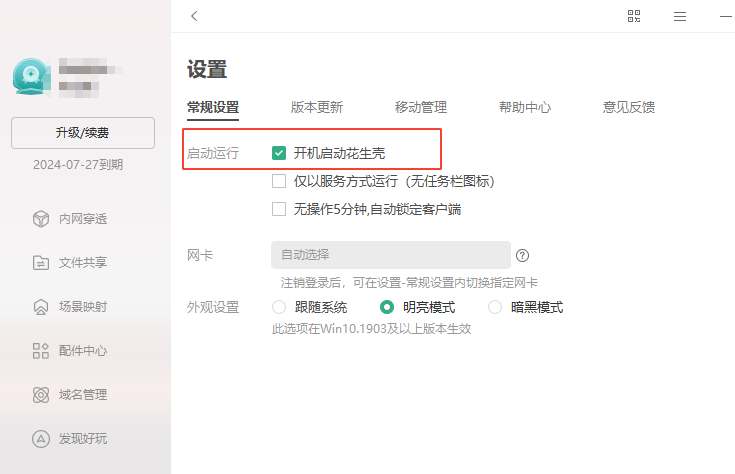 设置
常规设置 版本更新 移动管理 帮助中心 意见反馈
升级/续费
2024-07-27到期
内网穿透
文件共享
场景映射
配件中心
域名管理
发现好玩
启动运行 开机启动花生壳
仅以服务方式运行（无任务栏图标）
无操作5分钟,自动锁定客户端
网卡 自动选择 ?
注销登录后，可在设置-常规设置内切换指定网卡
外观设置 跟随系统 明亮模式 暗黑模式
此选项在Win10.1903及以上版本生效